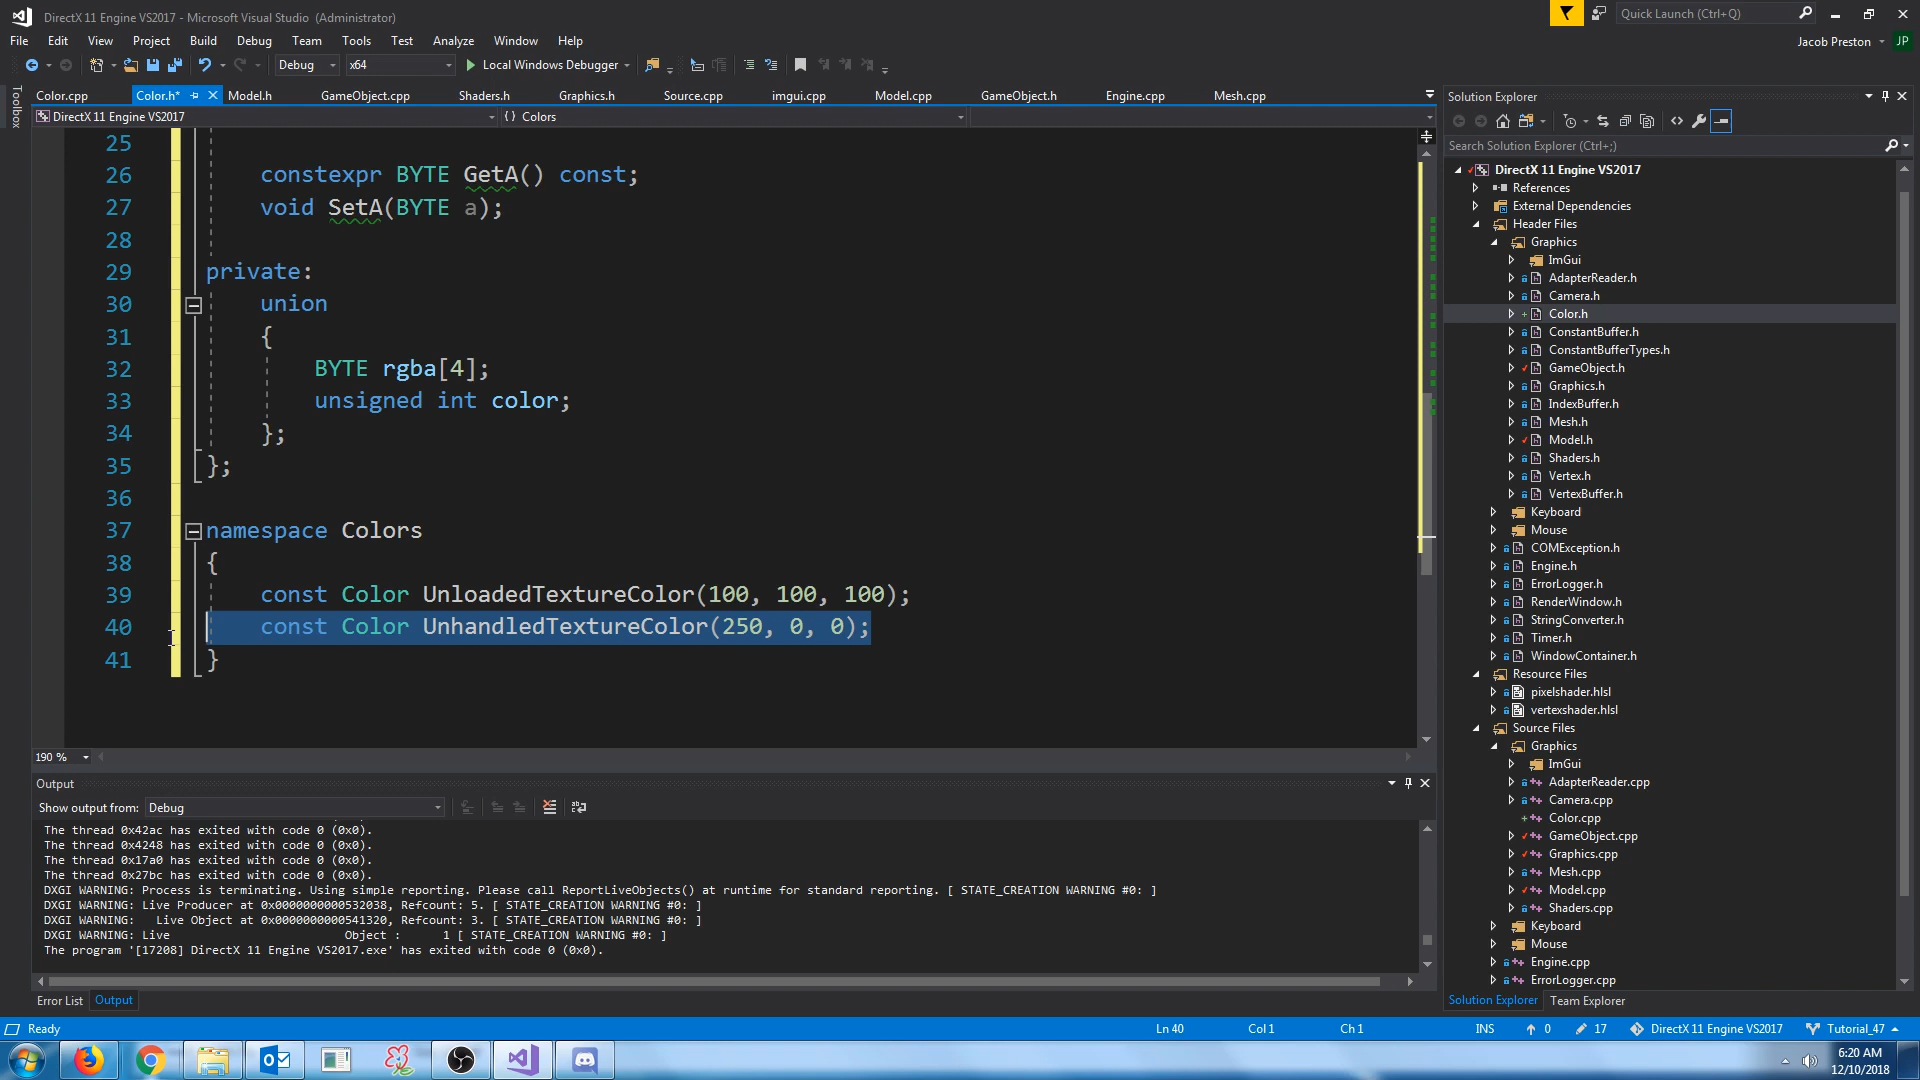 DirectX 11 Engine VS2017 - Microsoft Visual Studio (Administrator)
Quick Launch (Ctrl+Q)
File Edit View Project Build Debug Team Tools Test Analyze Window Help
Jacob Preston JP
Debug x64 Local Windows Debugger
Toolbox
Color.cpp Color.h* Model.h GameObject.cpp Shaders.h Graphics.h Source.cpp imgui.cpp Model.cpp GameObject.h Engine.cpp Mesh.cpp
DirectX 11 Engine VS2017 {} Colors
25
26 constexpr BYTE GetA() const;
27 void SetA(BYTE a);
28
29 private:
30 union
31 {
32 BYTE rgba[4];
33 unsigned int color;
34 };
35 };
36
37 namespace Colors
38 {
39 const Color UnloadedTextureColor(100, 100, 100);
40 const Color UnhandledTextureColor(250, 0, 0);
41 }
190 %
Output
Show output from: Debug
The thread 0x42ac has exited with code 0 (0x0).
The thread 0x4248 has exited with code 0 (0x0).
The thread 0x17a0 has exited with code 0 (0x0).
The thread 0x27bc has exited with code 0 (0x0).
DXGI WARNING: Process is terminating. Using simple reporting. Please call ReportLiveObjects() at runtime for standard reporting. [ STATE_CREATION WARNING #0: ]
DXGI WARNING: Live Producer at 0x0000000000532038, Refcount: 5. [ STATE_CREATION WARNING #0: ]
DXGI WARNING: Live Object at 0x0000000000541320, Refcount: 3. [ STATE_CREATION WARNING #0: ]
DXGI WARNING: Live Object : 1 [ STATE_CREATION WARNING #0: ]
The program '[17208] DirectX 11 Engine VS2017.exe' has exited with code 0 (0x0).
Error List Output
Solution Explorer
Search Solution Explorer (Ctrl+;)
DirectX 11 Engine VS2017
References
External Dependencies
Header Files
Graphics
ImGui
AdapterReader.h
Camera.h
Color.h
ConstantBuffer.h
ConstantBufferTypes.h
GameObject.h
Graphics.h
IndexBuffer.h
Mesh.h
Model.h
Shaders.h
Vertex.h
VertexBuffer.h
Keyboard
Mouse
COMException.h
Engine.h
ErrorLogger.h
RenderWindow.h
StringConverter.h
Timer.h
WindowContainer.h
Resource Files
pixelshader.hlsl
vertexshader.hlsl
Source Files
Graphics
ImGui
AdapterReader.cpp
Camera.cpp
Color.cpp
GameObject.cpp
Graphics.cpp
Mesh.cpp
Model.cpp
Shaders.cpp
Keyboard
Mouse
Engine.cpp
ErrorLogger.cpp
Solution Explorer Team Explorer
Ready Ln 40 Col 1 Ch 1 INS 0 17 DirectX 11 Engine VS2017 Tutorial_47
6:20 AM
12/10/2018